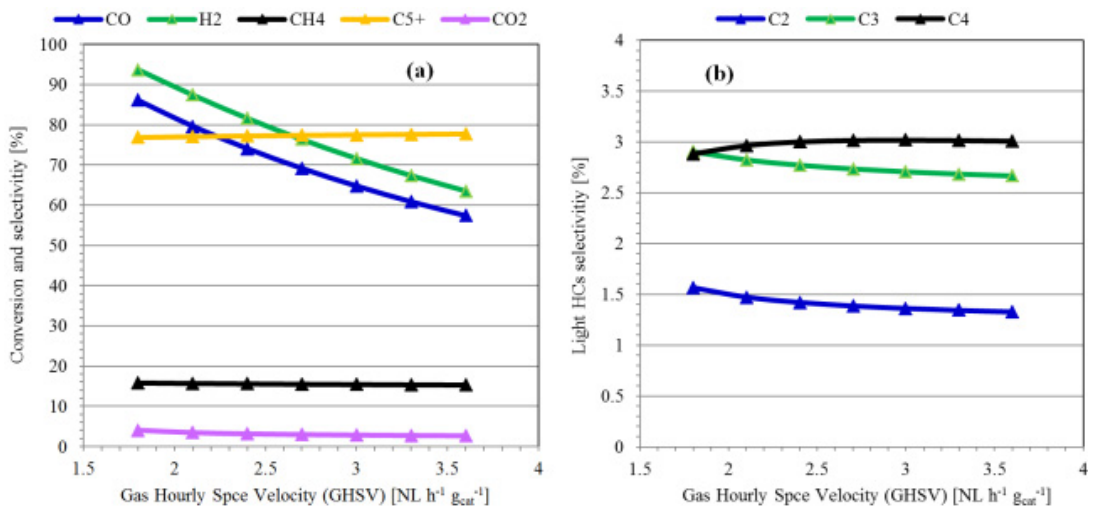 CO H2 CH4 C5+ CO2
(a)
Conversion and selectivitiy [%]
100
90
80
70
60
50
40
30
20
10
0
1.5 2 2.5 3 3.5 4
Gas Hourly Spce Velocity (GHSV) [NL h⁻¹ gcat⁻¹]
C2 C3 C4
(b)
Light HCs selectivitiy [%]
4
3.5
3
2.5
2
1.5
1
0.5
0
1.5 2 2.5 3 3.5 4
Gas Hourly Spce Velocity (GHSV) [NL h⁻¹ gcat⁻¹]